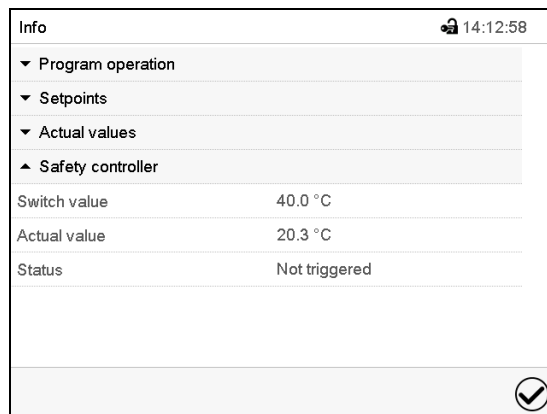 Info 14:12:58
Program operation
Setpoints
Actual values
Safety controller
Switch value 40.0 °C
Actual value 20.3 °C
Status Not triggered